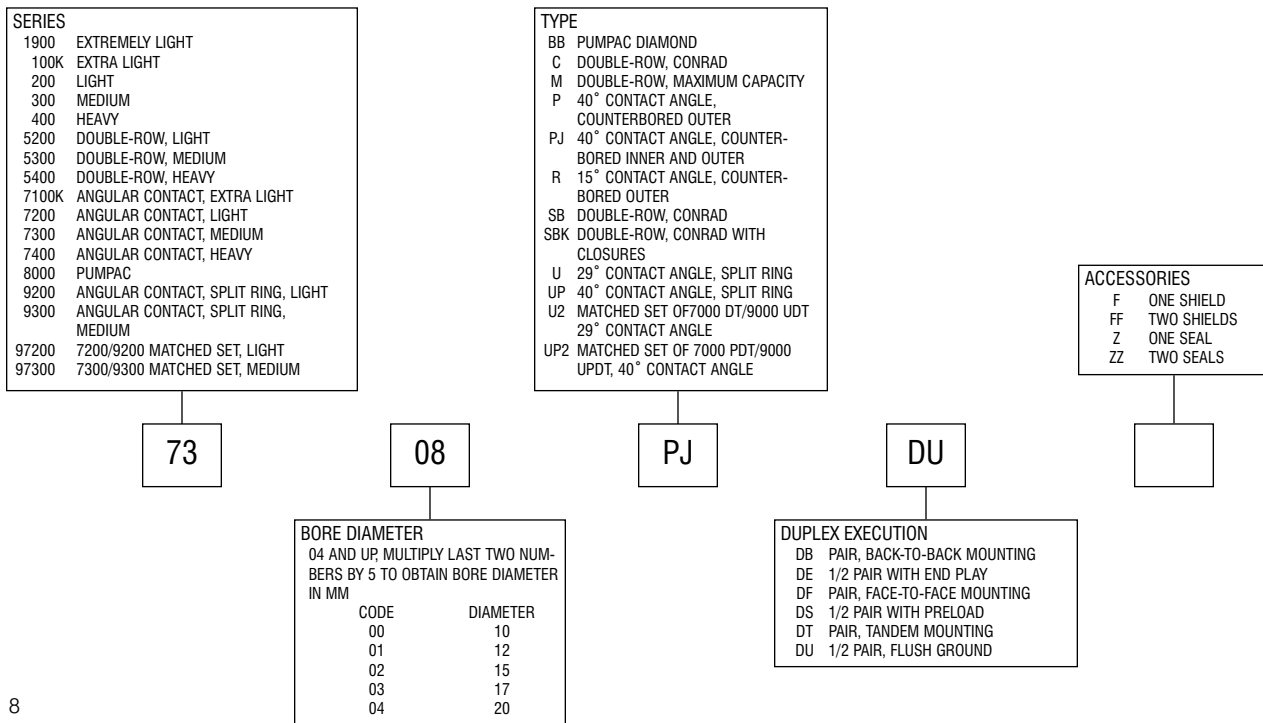 SERIES
1900 EXTREMELY LIGHT
100K EXTRA LIGHT
200 LIGHT
300 MEDIUM
400 HEAVY
5200 DOUBLE-ROW, LIGHT
5300 DOUBLE-ROW, MEDIUM
5400 DOUBLE-ROW, HEAVY
7100K ANGULAR CONTACT, EXTRA LIGHT
7200 ANGULAR CONTACT, LIGHT
7300 ANGULAR CONTACT, MEDIUM
7400 ANGULAR CONTACT, HEAVY
8000 PUMPAC
9200 ANGULAR CONTACT, SPLIT RING, LIGHT
9300 ANGULAR CONTACT, SPLIT RING,
MEDIUM
97200 7200/9200 MATCHED SET, LIGHT
97300 7300/9300 MATCHED SET, MEDIUM
TYPE
BB PUMPAC DIAMOND
C DOUBLE-ROW, CONRAD
M DOUBLE-ROW, MAXIMUM CAPACITY
P 40° CONTACT ANGLE,
COUNTERBORED OUTER
PJ 40° CONTACT ANGLE, COUNTER-
BORED INNER AND OUTER
R 15° CONTACT ANGLE, COUNTER-
BORED OUTER
SB DOUBLE-ROW, CONRAD
SBK DOUBLE-ROW, CONRAD WITH
CLOSURES
U 29° CONTACT ANGLE, SPLIT RING
UP 40° CONTACT ANGLE, SPLIT RING
U2 MATCHED SET OF7000 DT/9000 UDT
29° CONTACT ANGLE
UP2 MATCHED SET OF 7000 PDT/9000
UPDT, 40° CONTACT ANGLE
ACCESSORIES
F ONE SHIELD
FF TWO SHIELDS
Z ONE SEAL
ZZ TWO SEALS
73 08 PJ DU
BORE DIAMETER
04 AND UP, MULTIPLY LAST TWO NUM-
BERS BY 5 TO OBTAIN BORE DIAMETER
IN MM
CODE DIAMETER
00 10
01 12
02 15
03 17
04 20
DUPLEX EXECUTION
DB PAIR, BACK-TO-BACK MOUNTING
DE 1/2 PAIR WITH END PLAY
DF PAIR, FACE-TO-FACE MOUNTING
DS 1/2 PAIR WITH PRELOAD
DT PAIR, TANDEM MOUNTING
DU 1/2 PAIR, FLUSH GROUND
8